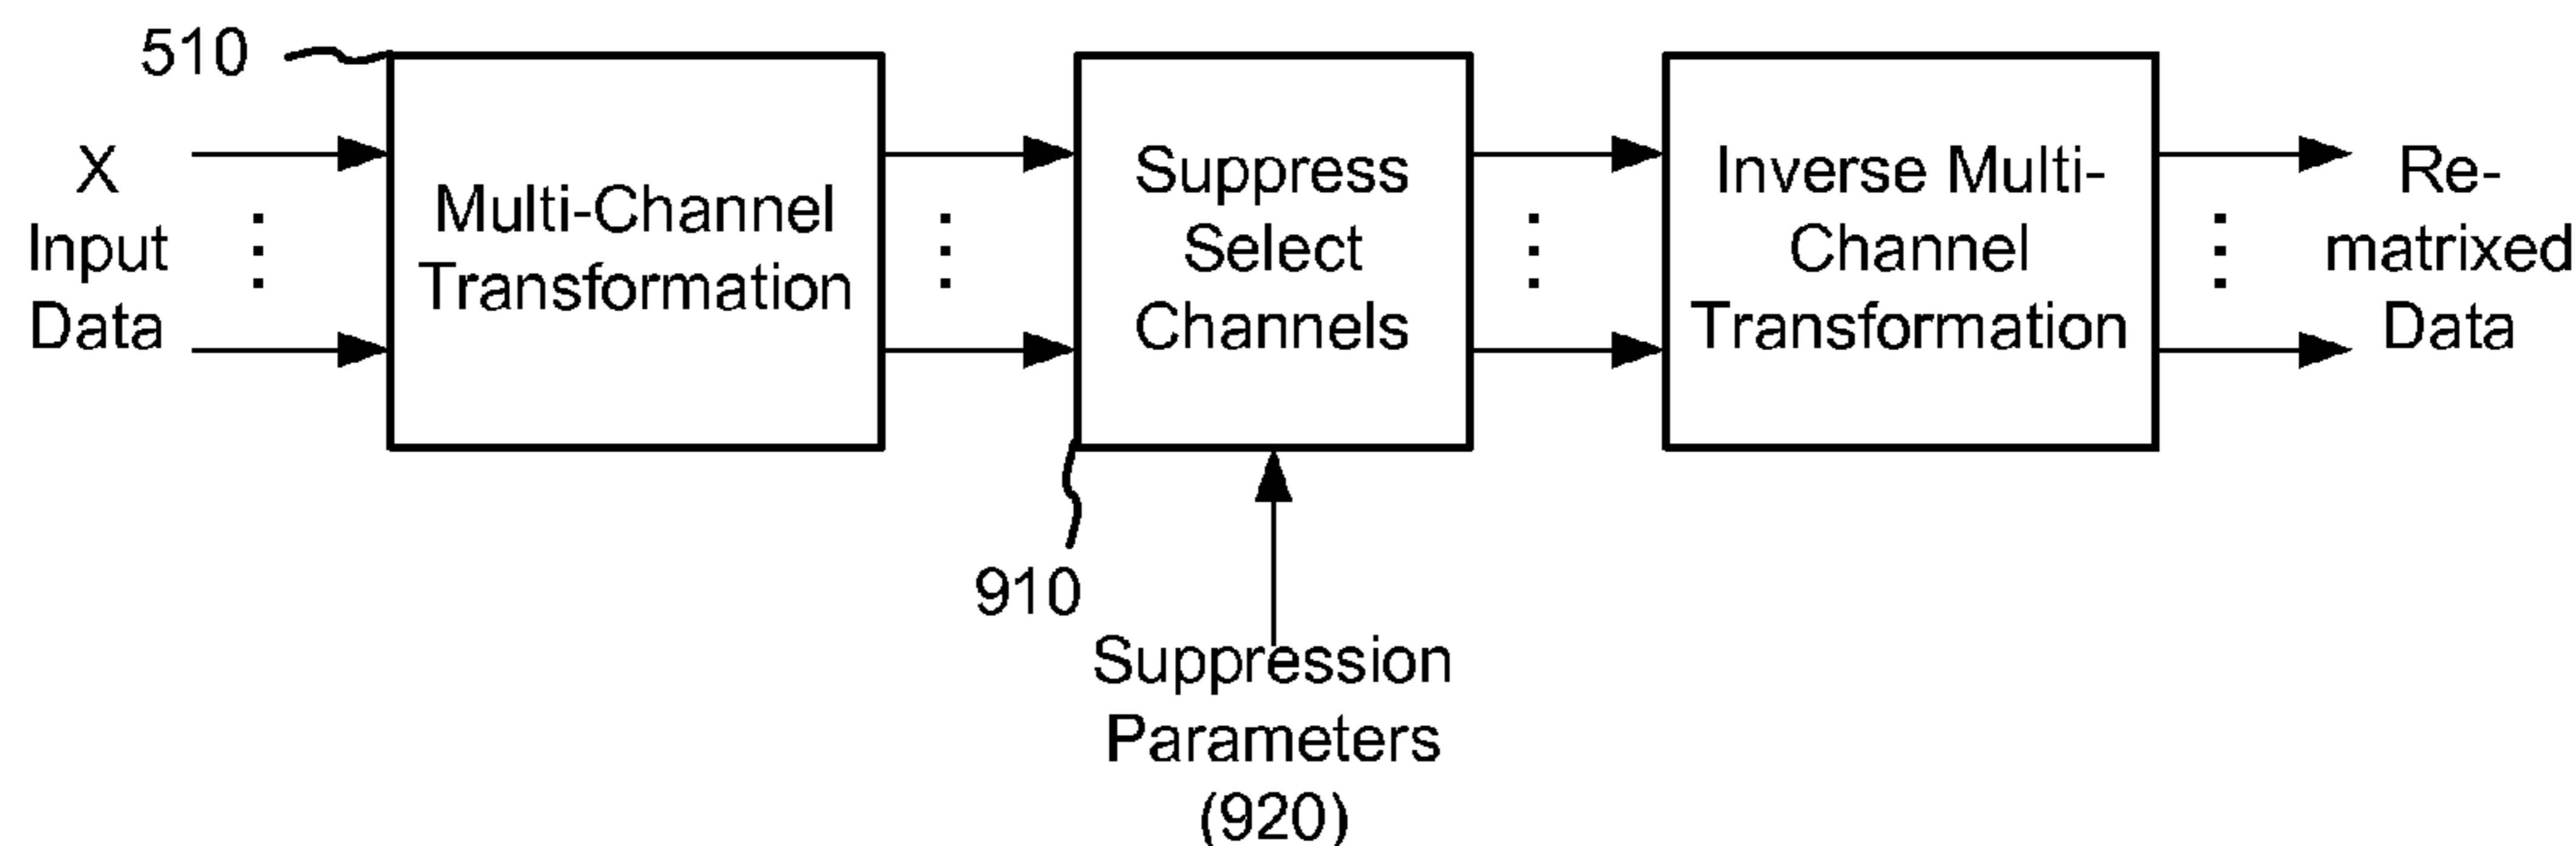 510
X
Input
Data
Multi-Channel
Transformation
Suppress
Select
Channels
Inverse Multi-
Channel
Transformation
Re-
matrixed
Data
910
Suppression
Parameters
(920)